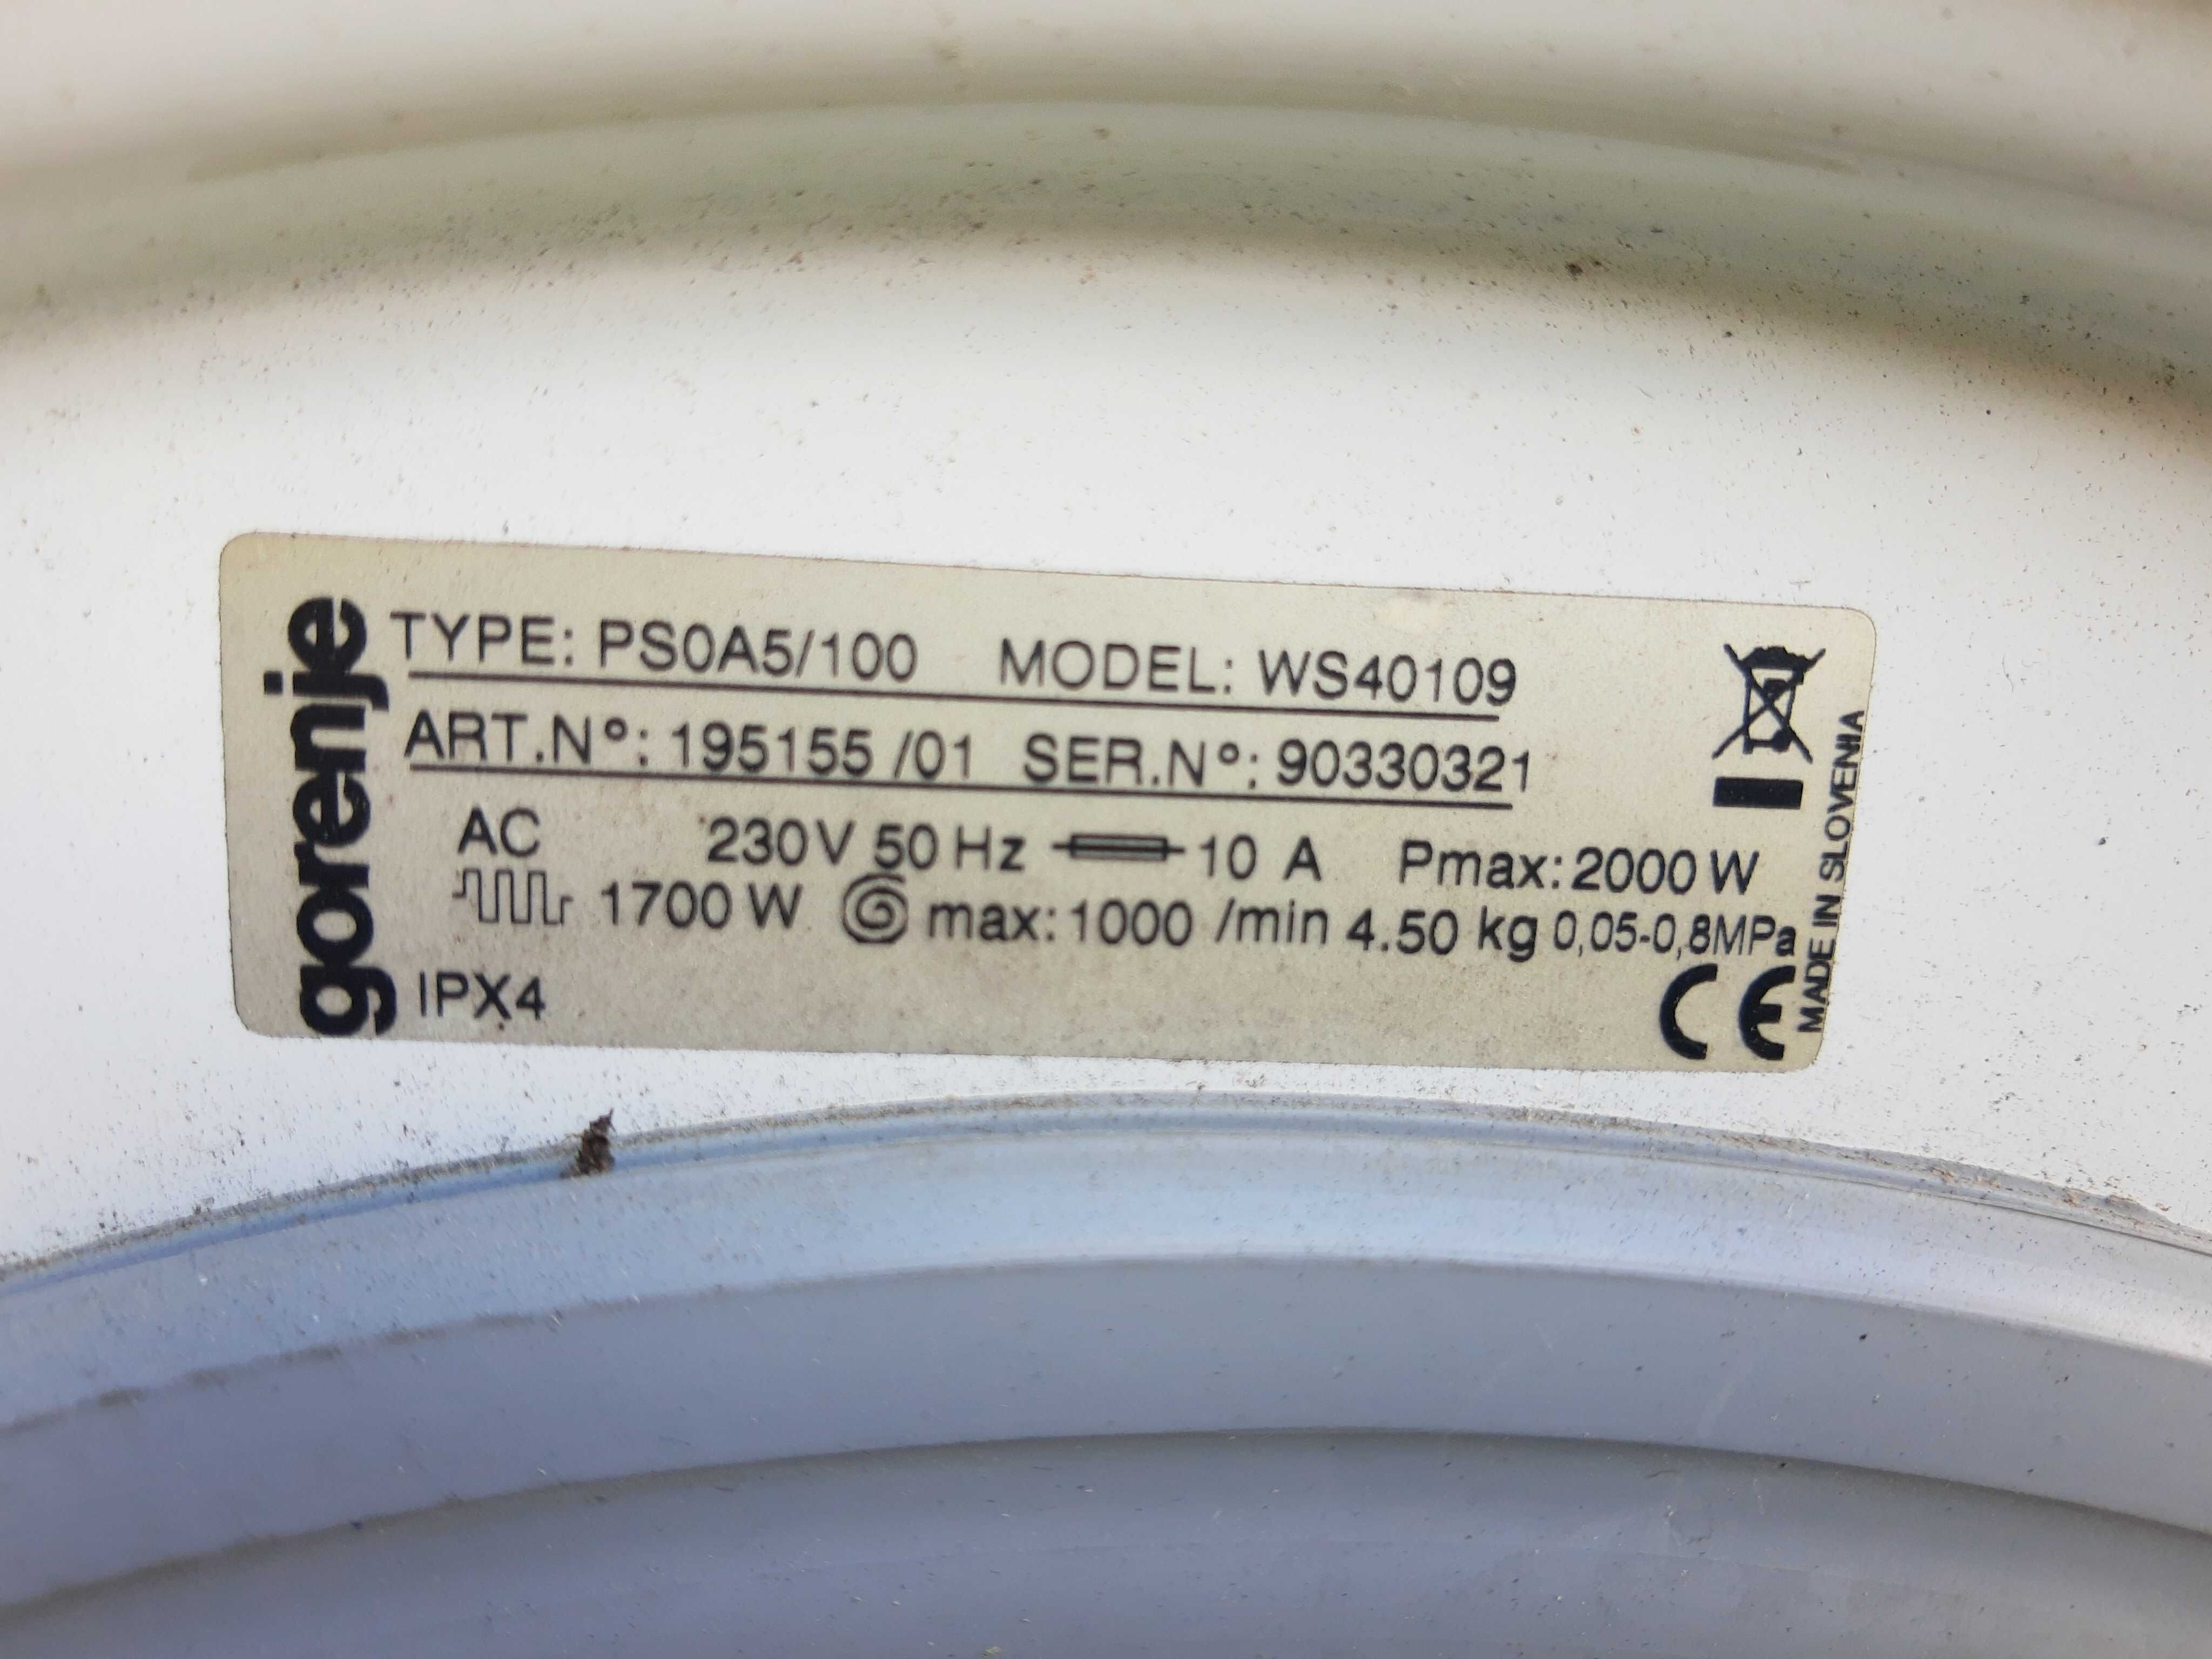 gorenje
TYPE: PS0A5/100 MODEL: WS40109
ART.N°: 195155 /01 SER.N°: 90330321
AC 230V 50 Hz 10 A Pmax: 2000 W
1700 W max: 1000 /min 4.50 kg 0,05-0,8MPa
IPX4
CE
MADE IN SLOVENIA